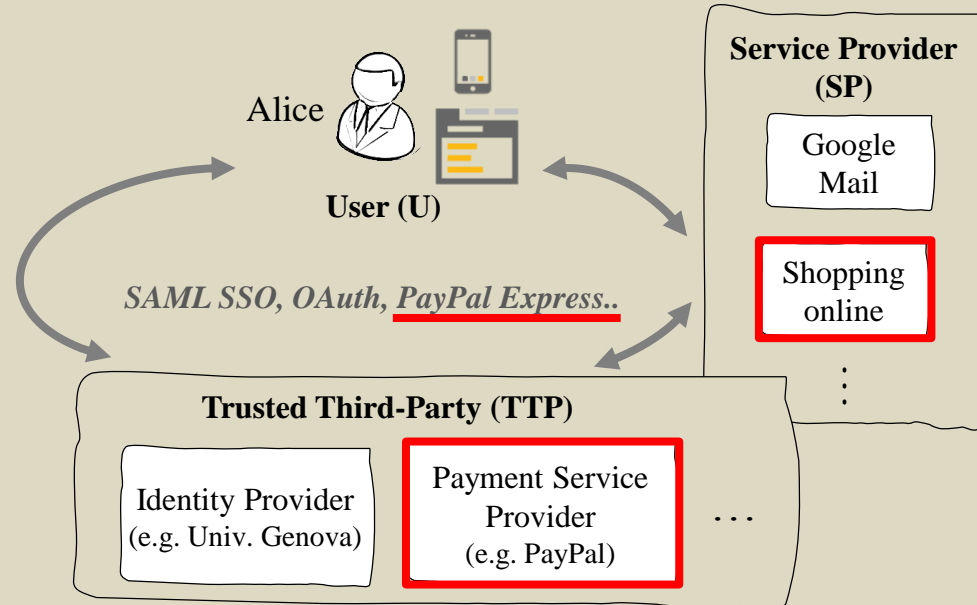 Service Provider
(SP)
Google
Mail
Shopping
online
⋮
Alice
User (U)
SAML SSO, OAuth, PayPal Express..
Trusted Third-Party (TTP)
Identity Provider
(e.g. Univ. Genova)
Payment Service
Provider
(e.g. PayPal)
...